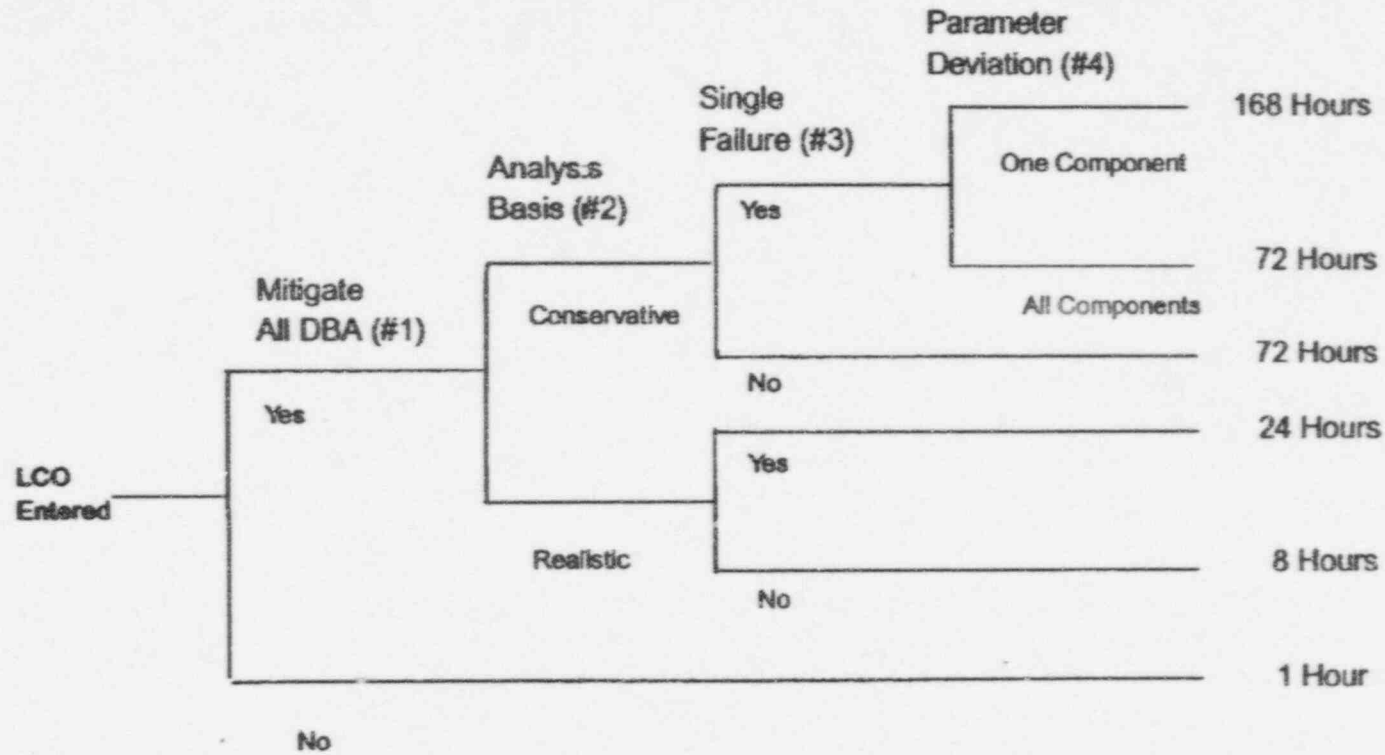 Parameter
Deviation (#4)
168 Hours
Single
Failure (#3)
One Component
Analys:s
Basis (#2)
Yes
72 Hours
Mitigate
All DBA (#1)
Conservative
All Components
72 Hours
No
Yes
24 Hours
Yes
LCO
Entered
Realistic
8 Hours
No
1 Hour
No